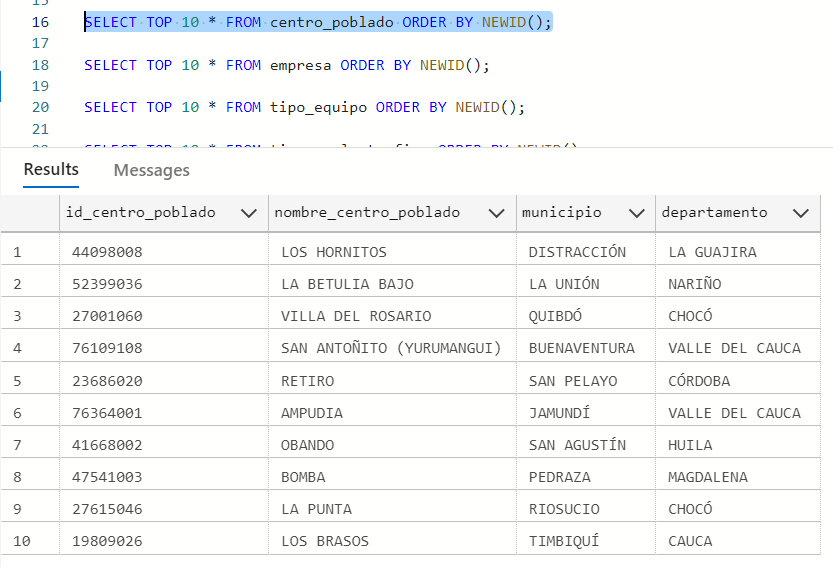 16 SELECT TOP 10 * FROM centro_poblado ORDER BY NEWID();
17
18 SELECT TOP 10 * FROM empresa ORDER BY NEWID();
19
20 SELECT TOP 10 * FROM tipo_equipo ORDER BY NEWID();
21
Results Messages
id_centro_poblado nombre_centro_poblado municipio departamento
1 44098008 LOS HORNITOS DISTRACCIÓN LA GUAJIRA
2 52399036 LA BETULIA BAJO LA UNIÓN NARIÑO
3 27001060 VILLA DEL ROSARIO QUIBDÓ CHOCÓ
4 76109108 SAN ANTOÑITO (YURUMANGUI) BUENAVENTURA VALLE DEL CAUCA
5 23686020 RETIRO SAN PELAYO CÓRDOBA
6 76364001 AMPUDIA JAMUNDÍ VALLE DEL CAUCA
7 41668002 OBANDO SAN AGUSTÍN HUILA
8 47541003 BOMBA PEDRAZA MAGDALENA
9 27615046 LA PUNTA RIOSUCIO CHOCÓ
10 19809026 LOS BRASOS TIMBIQUÍ CAUCA